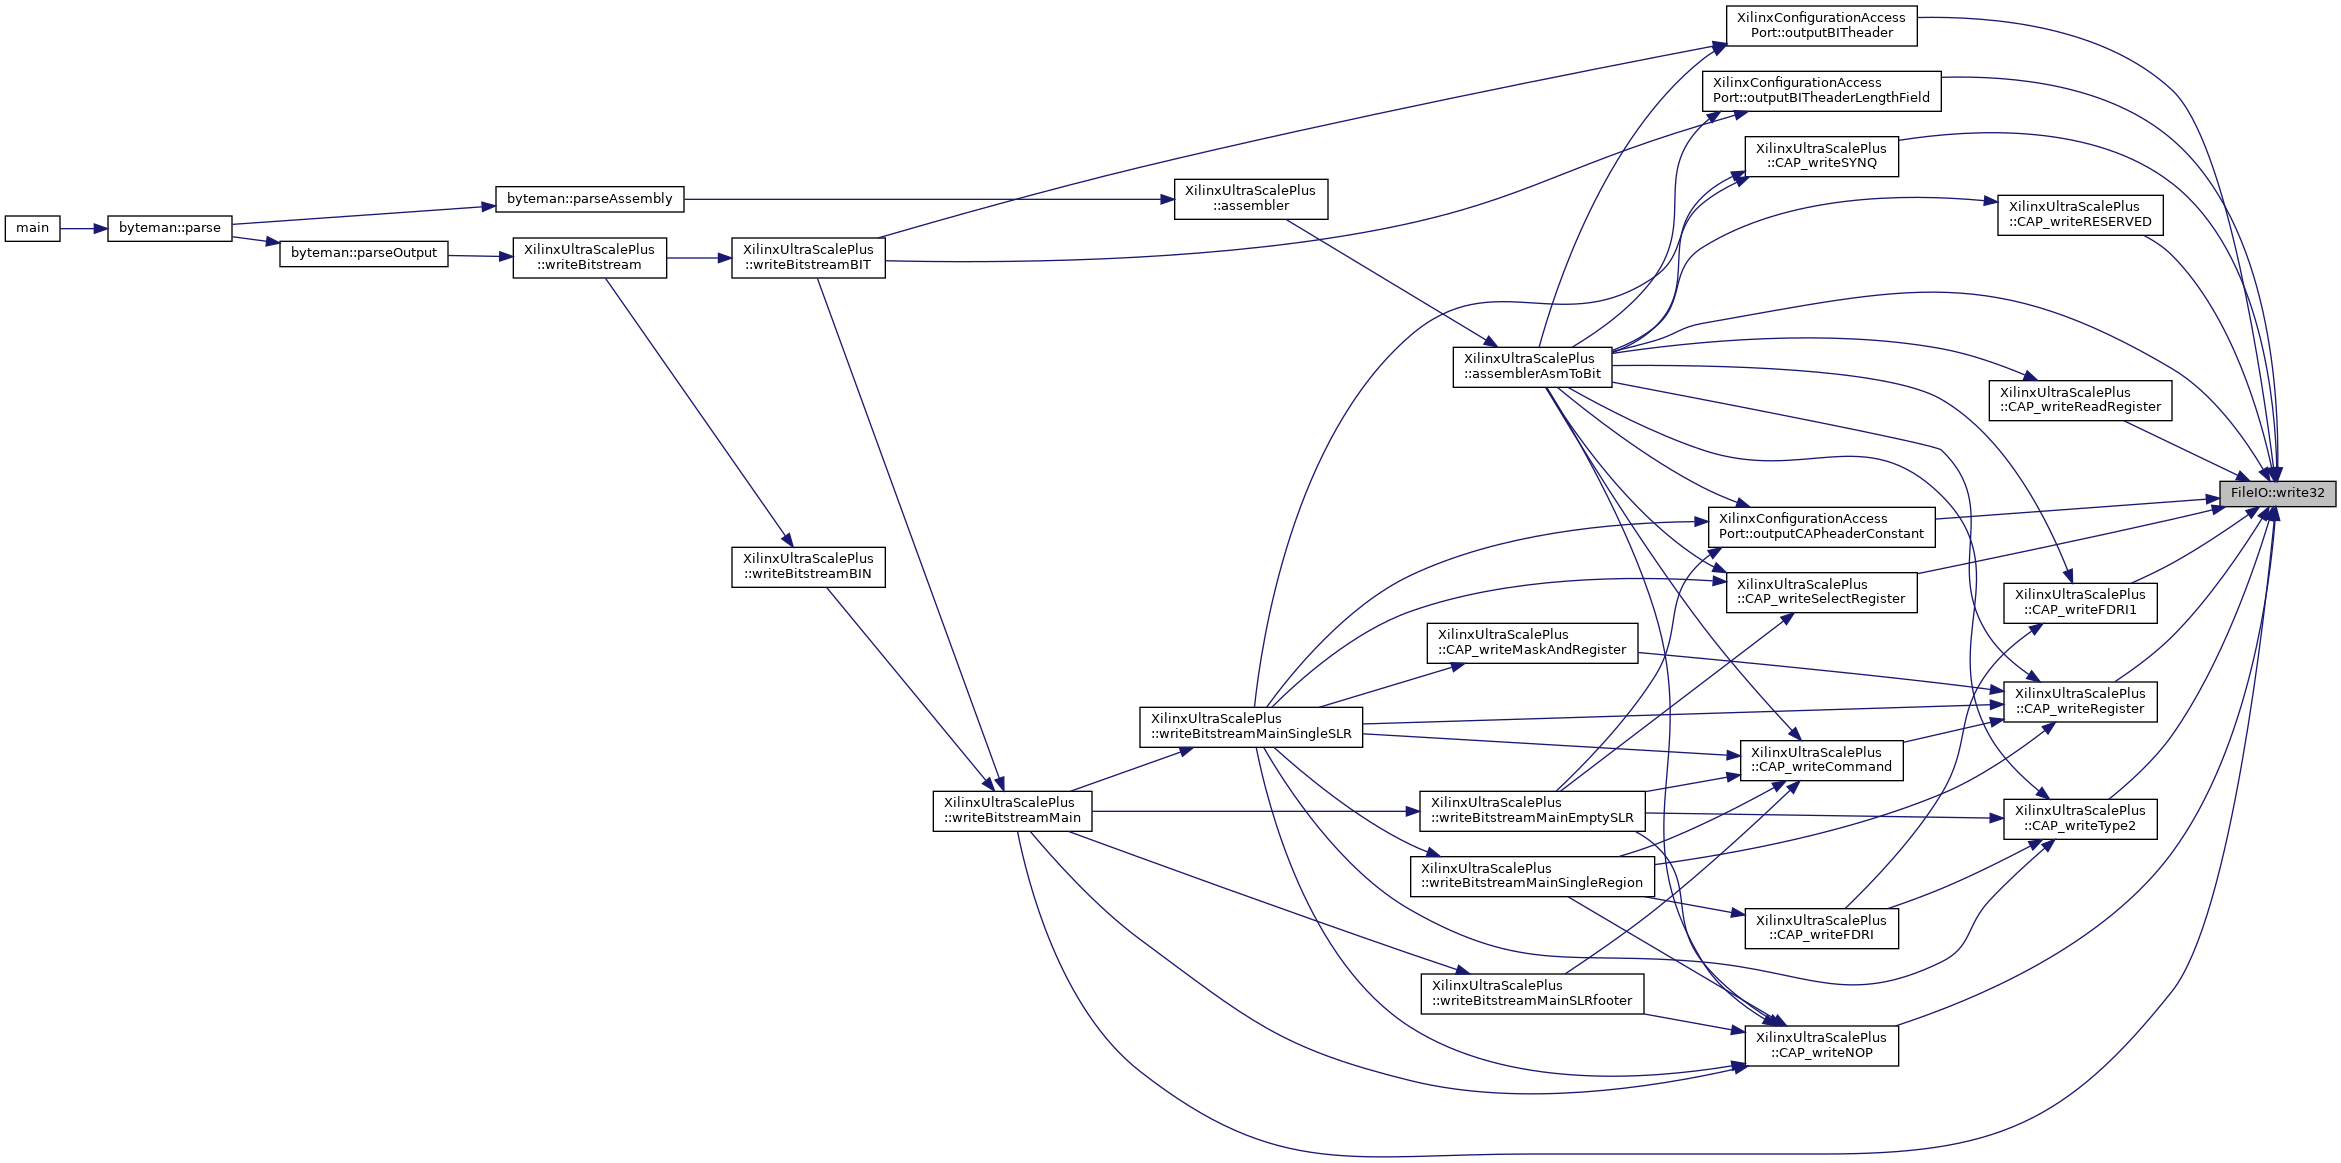 main
byteman::parse
byteman::parseAssembly
byteman::parseOutput
XilinxUltraScalePlus
::writeBitstream
XilinxUltraScalePlus
::writeBitstreamBIT
XilinxUltraScalePlus
::writeBitstreamBIN
XilinxUltraScalePlus
::writeBitstreamMain
XilinxUltraScalePlus
::assembler
XilinxUltraScalePlus
::writeBitstreamMainSingleSLR
XilinxUltraScalePlus
::assemblerAsmToBit
XilinxUltraScalePlus
::CAP_writeMaskAndRegister
XilinxUltraScalePlus
::writeBitstreamMainEmptySLR
XilinxUltraScalePlus
::writeBitstreamMainSingleRegion
XilinxUltraScalePlus
::writeBitstreamMainSLRfooter
XilinxConfigurationAccess
Port::outputBITheader
XilinxConfigurationAccess
Port::outputBITheaderLengthField
XilinxUltraScalePlus
::CAP_writeSYNQ
XilinxConfigurationAccess
Port::outputCAPheaderConstant
XilinxUltraScalePlus
::CAP_writeSelectRegister
XilinxUltraScalePlus
::CAP_writeCommand
XilinxUltraScalePlus
::CAP_writeFDRI
XilinxUltraScalePlus
::CAP_writeNOP
XilinxUltraScalePlus
::CAP_writeRESERVED
XilinxUltraScalePlus
::CAP_writeReadRegister
XilinxUltraScalePlus
::CAP_writeFDRI1
XilinxUltraScalePlus
::CAP_writeRegister
XilinxUltraScalePlus
::CAP_writeType2
FileIO::write32